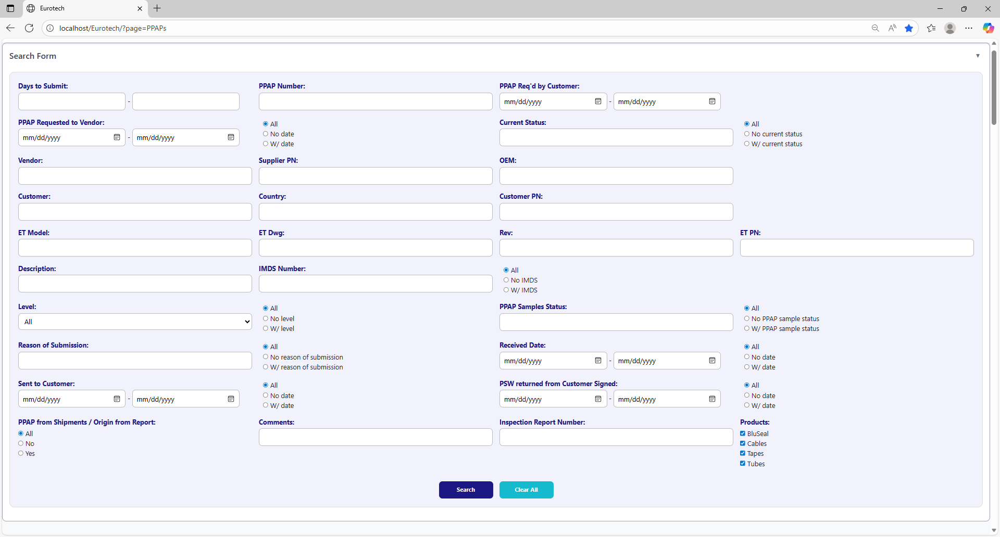 Eurotech
localhost/Eurotech/?page=PPAPs
Search Form
Days to Submit:
-
PPAP Number:
PPAP Req'd by Customer:
mm/dd/yyyy - mm/dd/yyyy
PPAP Requested to Vendor:
mm/dd/yyyy - mm/dd/yyyy
All
No date
W/ date
Current Status:
All
No current status
W/ current status
Vendor:
Supplier PN:
OEM:
Customer:
Country:
Customer PN:
ET Model:
ET Dwg:
Rev:
ET PN:
Description:
IMDS Number:
All
No IMDS
W/ IMDS
Level:
All
All
No level
W/ level
PPAP Samples Status:
All
No PPAP sample status
W/ PPAP sample status
Reason of Submission:
All
No reason of submission
W/ reason of submission
Received Date:
mm/dd/yyyy - mm/dd/yyyy
All
No date
W/ date
Sent to Customer:
mm/dd/yyyy - mm/dd/yyyy
All
No date
W/ date
PSW returned from Customer Signed:
mm/dd/yyyy - mm/dd/yyyy
All
No date
W/ date
PPAP from Shipments / Origin from Report:
All
No
Yes
Comments:
Inspection Report Number:
Products:
BluSeal
Cables
Tapes
Tubes
Search
Clear All